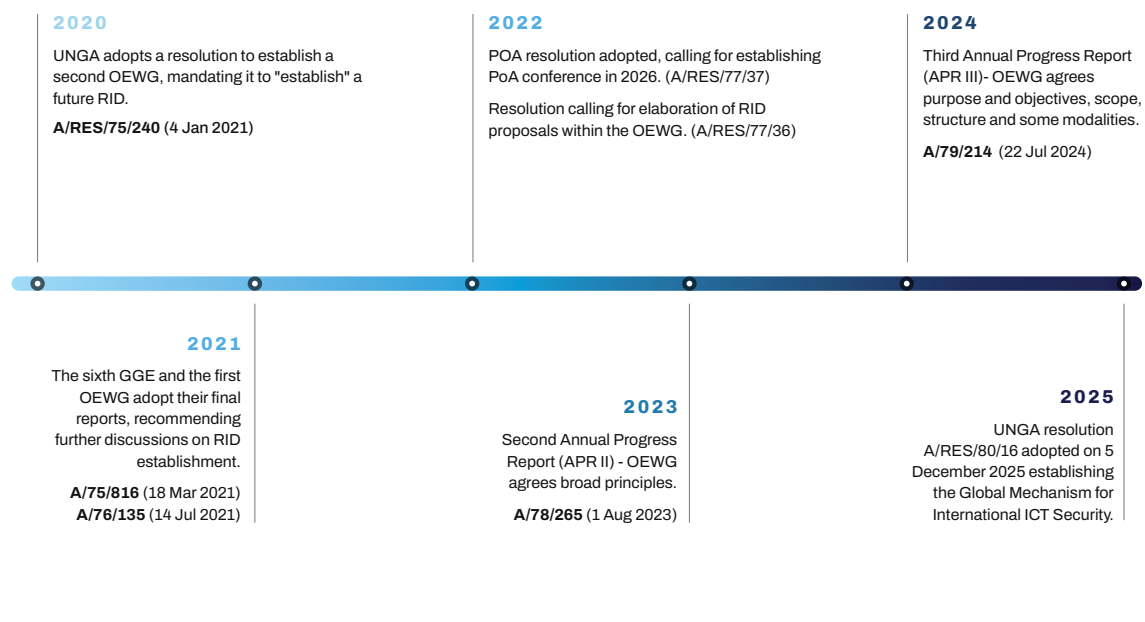 2020
UNGA adopts a resolution to establish a
second OEWG, mandating it to "establish" a
future RID.
A/RES/75/240 (4 Jan 2021)
2022
POA resolution adopted, calling for establishing
PoA conference in 2026. (A/RES/77/37)
Resolution calling for elaboration of RID
proposals within the OEWG. (A/RES/77/36)
2024
Third Annual Progress Report
(APR III)- OEWG agrees
purpose and objectives, scope,
structure and some modalities.
A/79/214 (22 Jul 2024)
2021
The sixth GGE and the first
OEWG adopt their final
reports, recommending
further discussions on RID
establishment.
A/75/816 (18 Mar 2021)
A/76/135 (14 Jul 2021)
2023
Second Annual Progress
Report (APR II) - OEWG
agrees broad principles.
A/78/265 (1 Aug 2023)
2025
UNGA resolution
A/RES/80/16 adopted on 5
December 2025 establishing
the Global Mechanism for
International ICT Security.